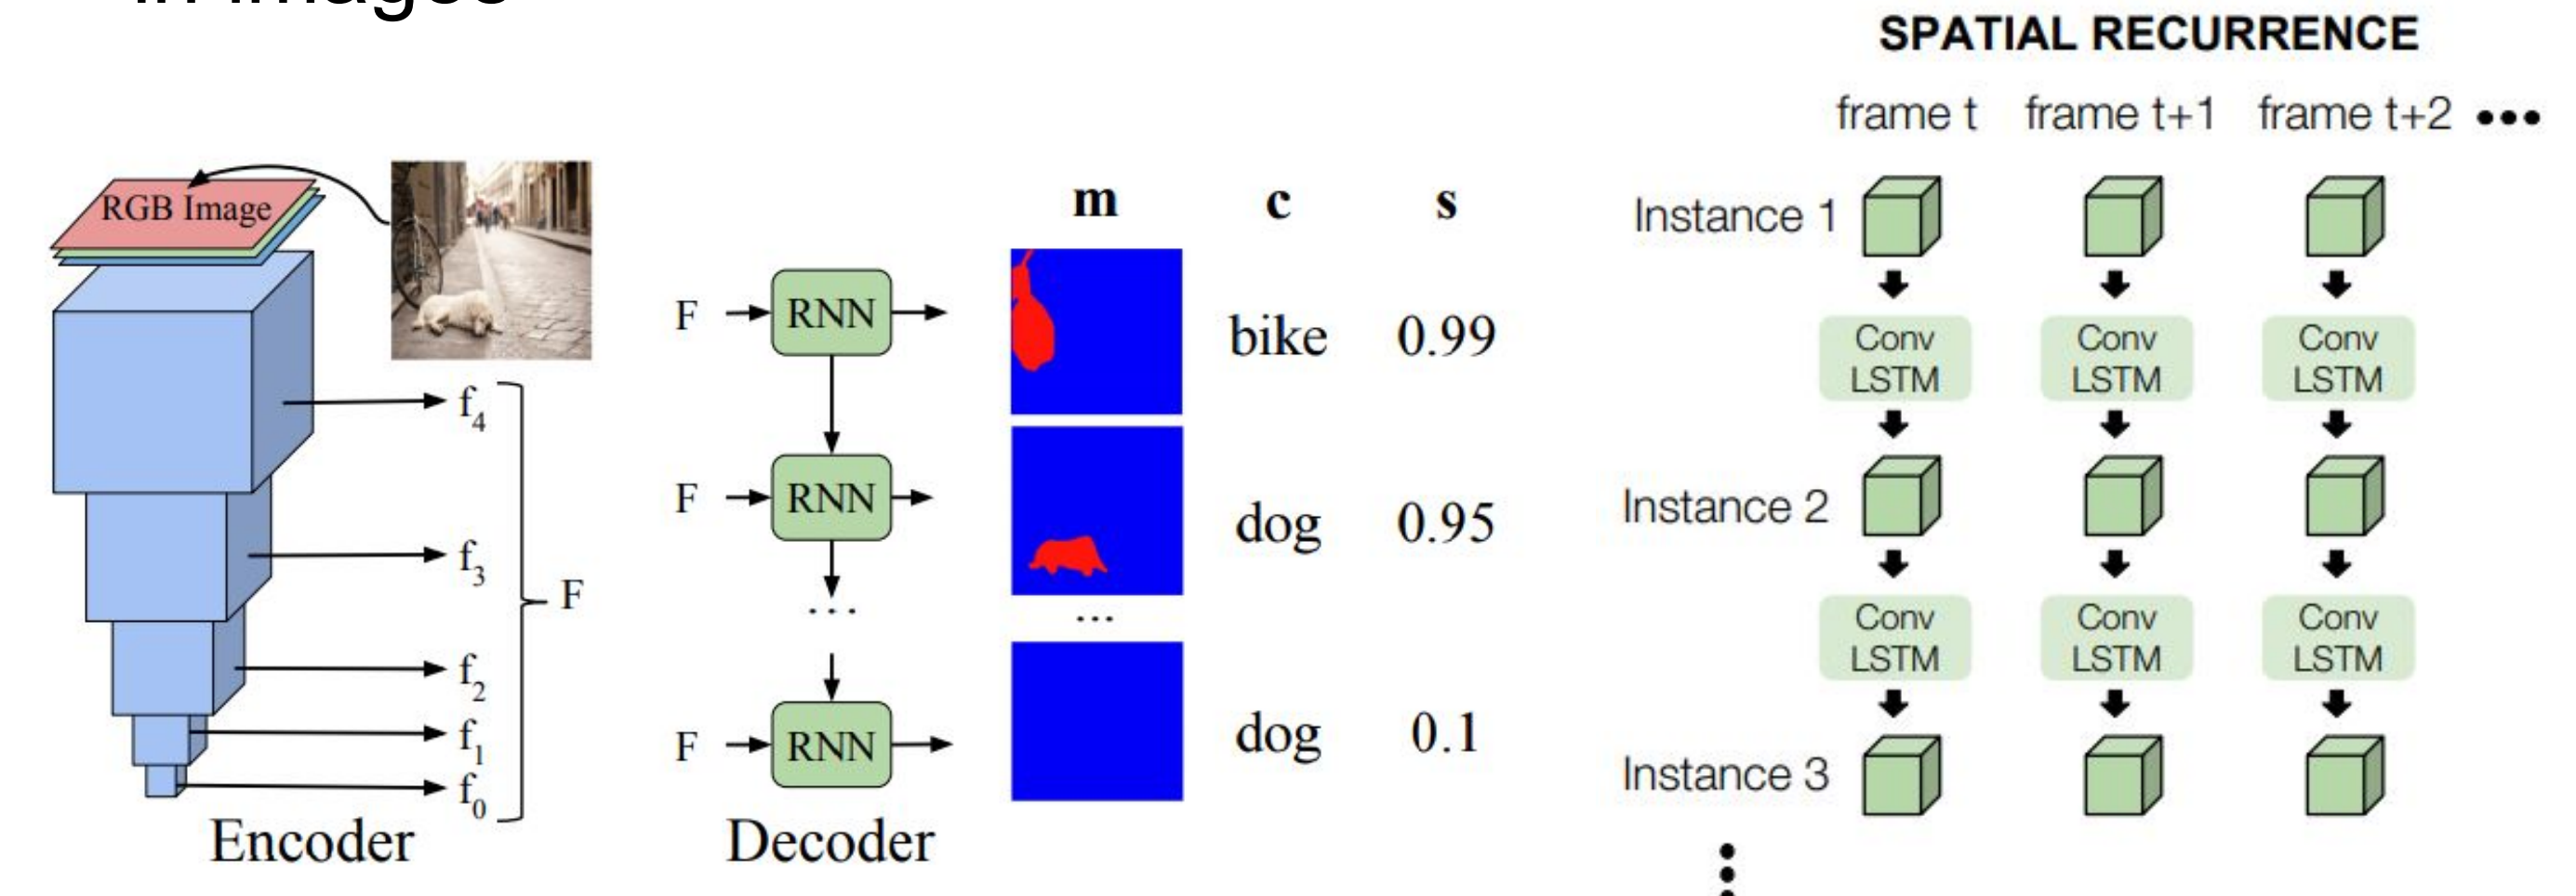 in images
RGB Image
f4
f3
f2
f1
f0
F
Encoder
m c s
F RNN bike 0.99
F RNN dog 0.95
... ...
F RNN dog 0.1
Decoder
SPATIAL RECURRENCE
frame t frame t+1 frame t+2 •••
Instance 1
Conv Conv Conv
LSTM LSTM LSTM
Instance 2
Conv Conv Conv
LSTM LSTM LSTM
Instance 3